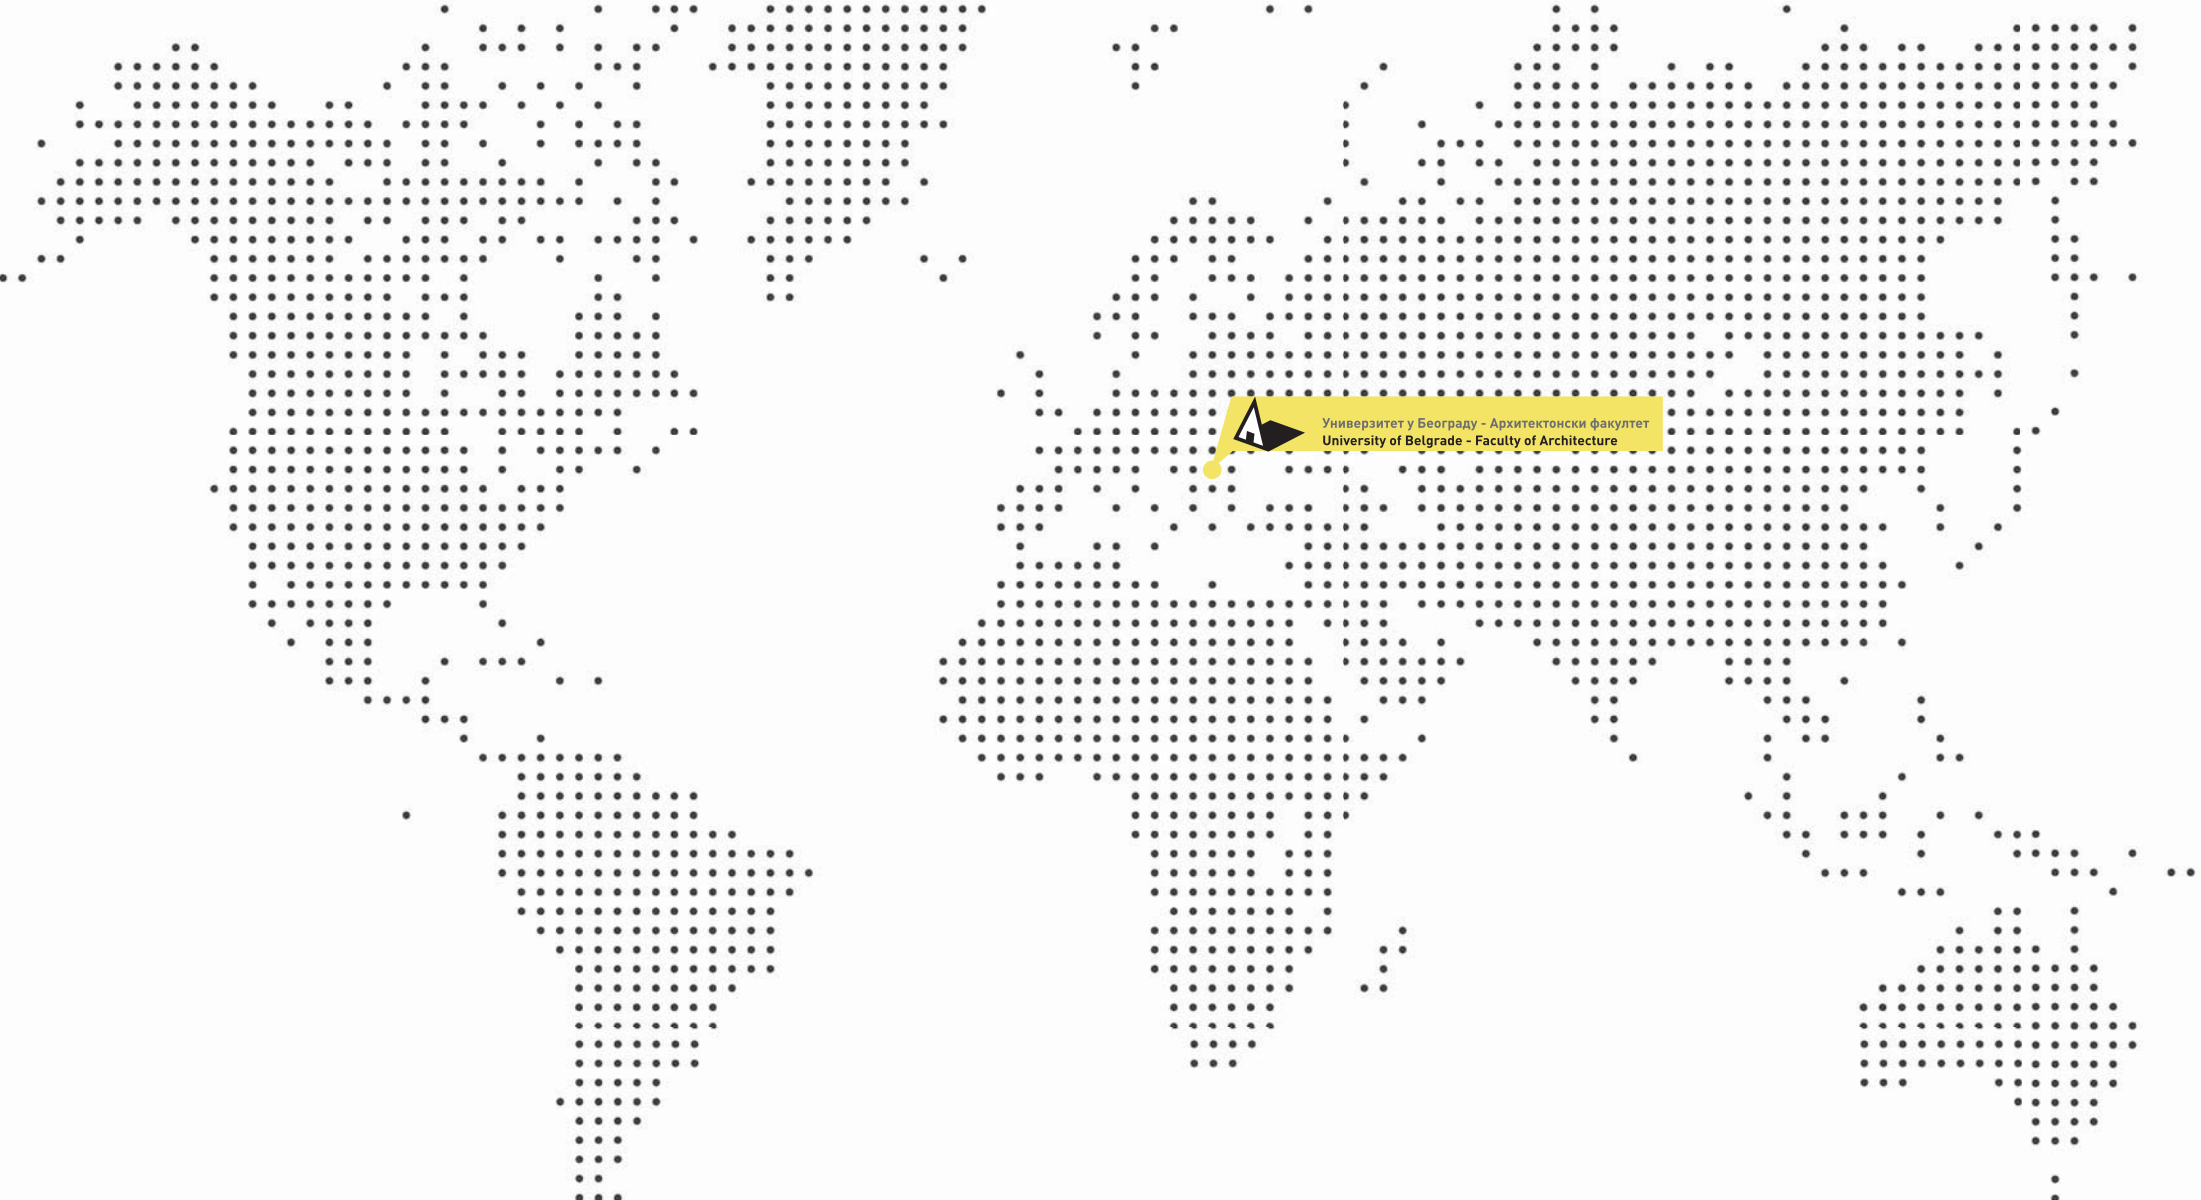 Универзитет у Београду - Архитектонски факултет
University of Belgrade - Faculty of Architecture